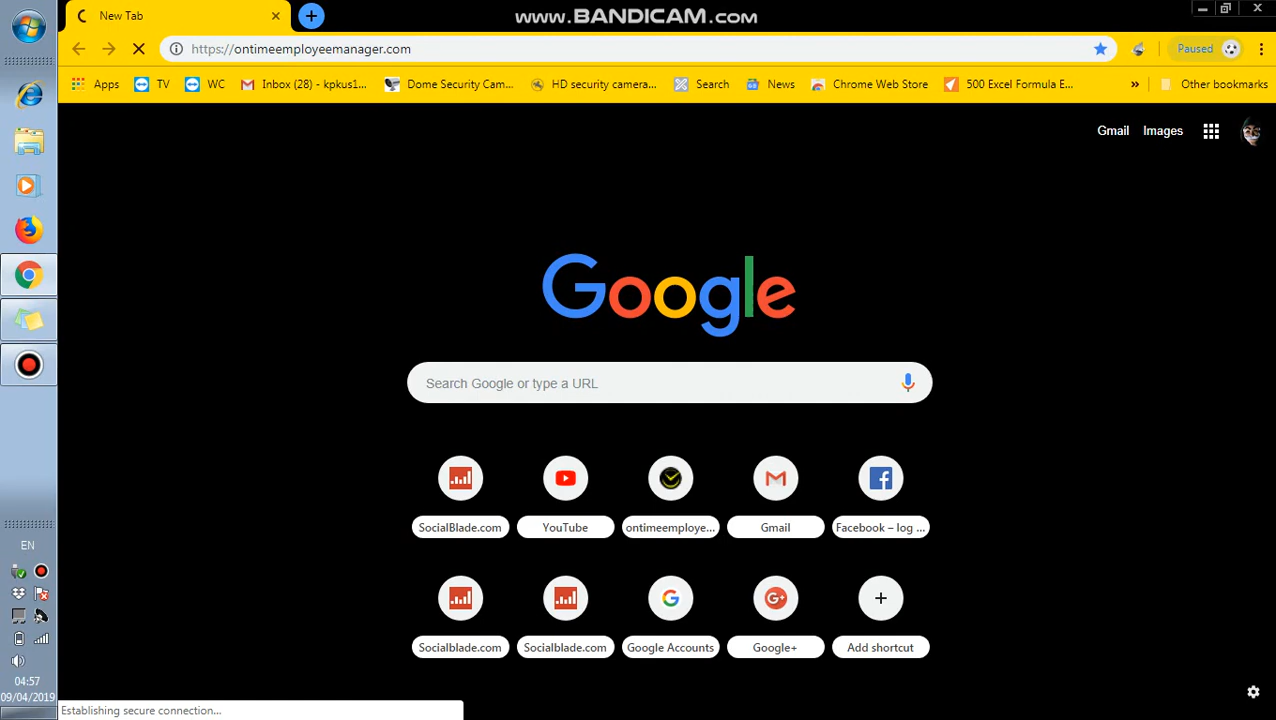 New Tab
www.BANDICAM.com
https://ontimeemployeemanager.com
Paused
Apps TV WC Inbox (28) - kpkus1... Dome Security Cam... HD security camera... Search News Chrome Web Store 500 Excel Formula E... » Other bookmarks
Gmail Images
Google
Search Google or type a URL
SocialBlade.com YouTube ontimeemploye... Gmail Facebook – log ...
Socialblade.com Socialblade.com Google Accounts Google+ Add shortcut
EN
04:57
09/04/2019
Establishing secure connection...